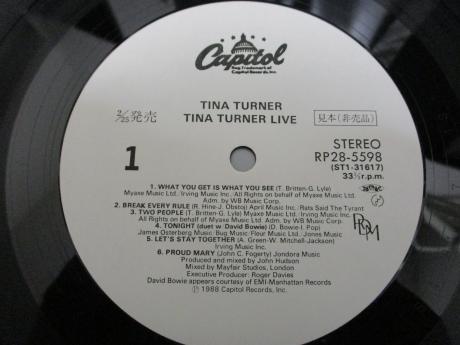 Capitol
Reg. Trademark of
Capitol Records, Inc.
TINA TURNER
TINA TURNER LIVE
2/25発売
見本(非売品)
1
STEREO
RP28-5598
(ST1-31617)
33⅓r.p.m.
1. WHAT YOU GET IS WHAT YOU SEE (T. Britten-G. Lyle)
Myaxe Music Ltd. Irving Music Inc. All Rights on behalf of Myaxe Music Ltd.
Adm. by WB Music Corp.
2. BREAK EVERY RULE (R. Hine-J. Obstoj) April Music Inc. Rats Said The Tyrant
3. TWO PEOPLE (T. Britten-G. Lyle) Myaxe Music Ltd. Irving Music Inc.
All Rights on behalf of Myaxe Music Ltd. Adm. by WB Music Corp.
4. TONIGHT (duet w David Bowie) (D. Bowie-I. Pop)
James Osterberg Music Bug Music Fleur Music Ltd. Jones Music
5. LET'S STAY TOGETHER (A. Green-W. Mitchell-Jackson)
Irving Music Inc.
6. PROUD MARY (John C. Fogerty) Jondora Music
Produced and mixed by John Hudson
Mixed by Mayfair Studios, London
Executive Producer: Roger Davies
David Bowie appears courtesy of EMI-Manhattan Records
Ⓟ 1988 Capitol Records, Inc.